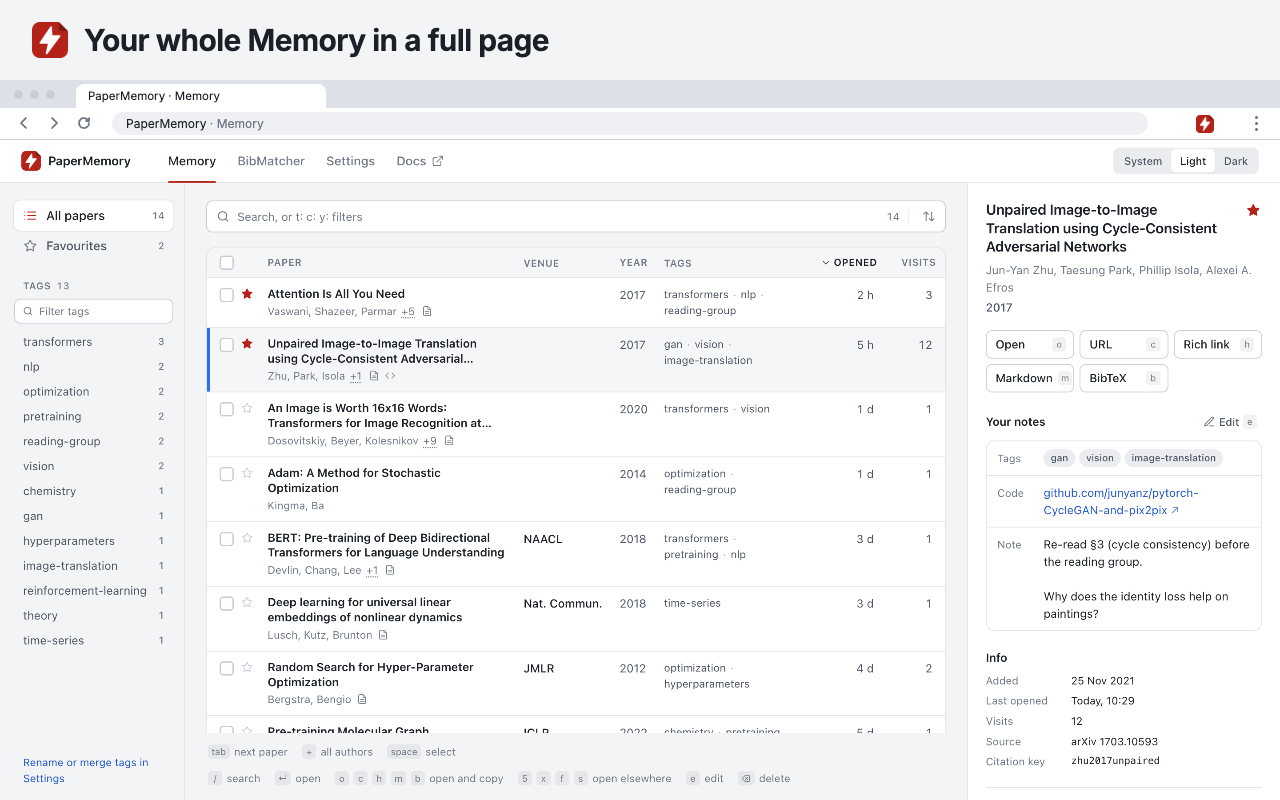 Your whole Memory in a full page
PaperMemory · Memory
PaperMemory · Memory
PaperMemory
Memory
BibMatcher
Settings
Docs
System
Light
Dark
All papers 14
Favourites 2
TAGS 13
Filter tags
transformers 3
nlp 2
optimization 2
pretraining 2
reading-group 2
vision 2
chemistry 1
gan 1
hyperparameters 1
image-translation 1
reinforcement-learning 1
theory 1
time-series 1
Rename or merge tags in
Settings
Search, or t: c: y: filters 14
PAPER VENUE YEAR TAGS OPENED VISITS
Attention Is All You Need 2017 transformers · nlp · 2 h 3
Vaswani, Shazeer, Parmar +5 reading-group
Unpaired Image-to-Image Translation 2017 gan · vision · 5 h 12
using Cycle-Consistent Adversarial... image-translation
Zhu, Park, Isola +1
An Image is Worth 16x16 Words: 2020 transformers · vision 1 d 1
Transformers for Image Recognition at...
Dosovitskiy, Beyer, Kolesnikov +9
Adam: A Method for Stochastic 2014 optimization · 1 d 1
Optimization reading-group
Kingma, Ba
BERT: Pre-training of Deep Bidirectional NAACL 2018 transformers · 3 d 1
Transformers for Language Understanding pretraining · nlp
Devlin, Chang, Lee +1
Deep learning for universal linear Nat. Commun. 2018 time-series 3 d 1
embeddings of nonlinear dynamics
Lusch, Kutz, Brunton
Random Search for Hyper-Parameter JMLR 2012 optimization · 4 d 2
Optimization hyperparameters
Bergstra, Bengio
Pre-training Molecular Graph ICLR 2022 chemistry · pretraining 5 d 1
tab next paper + all authors space select
/ search ↵ open o c h m b open and copy 5 x f s open elsewhere e edit ⌫ delete
Unpaired Image-to-Image
Translation using Cycle-Consistent
Adversarial Networks
Jun-Yan Zhu, Taesung Park, Phillip Isola, Alexei A.
Efros
2017
Open o URL c Rich link h
Markdown m BibTeX b
Your notes Edit e
Tags gan vision image-translation
Code github.com/junyanz/pytorch-
CycleGAN-and-pix2pix ↗
Note Re-read §3 (cycle consistency) before
the reading group.
Why does the identity loss help on
paintings?
Info
Added 25 Nov 2021
Last opened Today, 10:29
Visits 12
Source arXiv 1703.10593
Citation key zhu2017unpaired